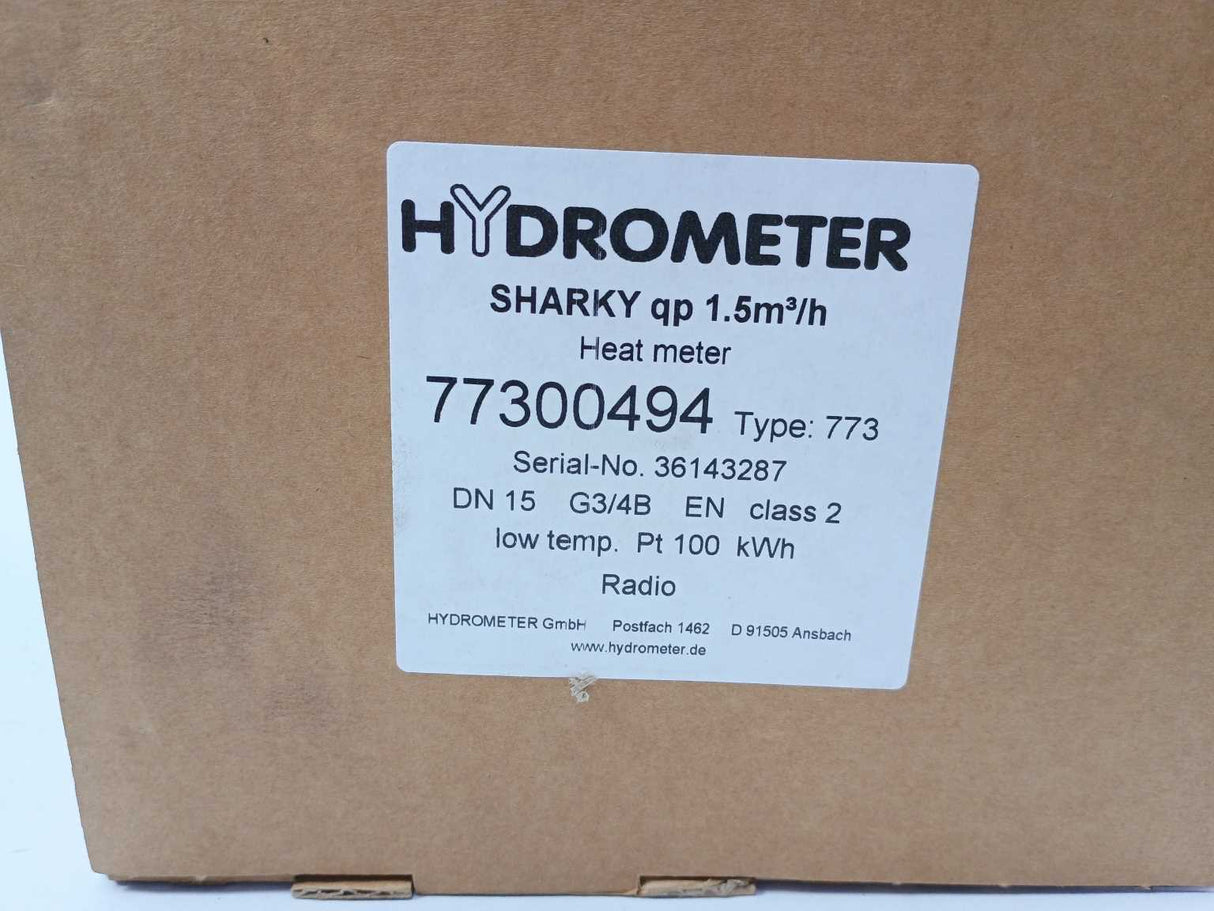 HYDROMETER
SHARKY qp 1.5m³/h
Heat meter
77300494 Type: 773
Serial-No. 36143287
DN 15 G3/4B EN class 2
low temp. Pt 100 kWh
Radio
HYDROMETER GmbH Postfach 1462 D 91505 Ansbach
www.hydrometer.de